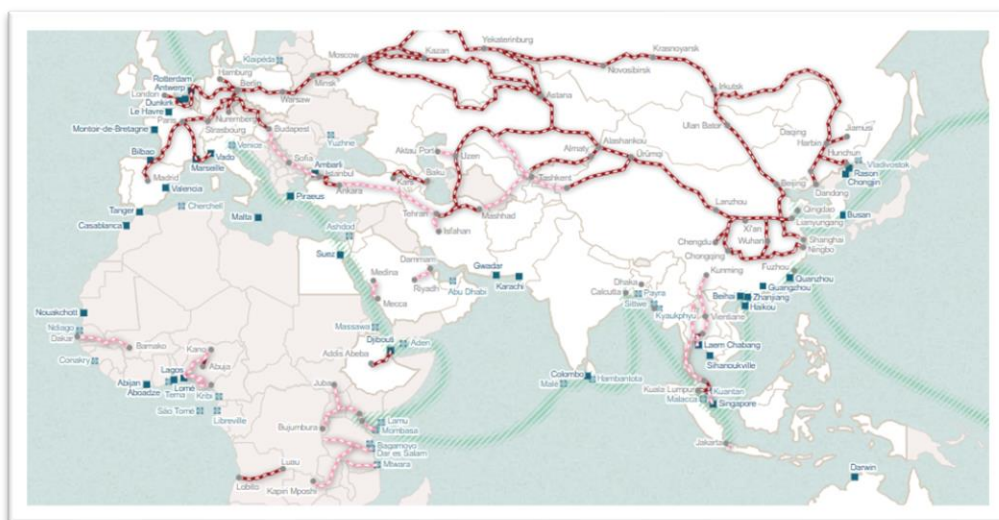 Yekaterinburg
Moscow
Kazan
Krasnoyarsk
Klaipėda
Novosibirsk
Rotterdam
Hamburg
Antwerp
Berlin
Minsk
London
Dunkirk
Warsaw
Astana
Irkutsk
Le Havre
Paris
Nuremberg
Strasbourg
Budapest
Montoir-de-Bretagne
Yuzhne
Ulan Bator
Daqing
Jiamusi
Harbin
Venice
Vado
Marseille
Bilbao
Sofia
Ambarli
Istanbul
Aktau Port
Uzen
Almaty
Alashankou
Ürümqi
Hunchun
Vladivostok
Rason
Chongjin
Madrid
Valencia
Ankara
Kars
Baku
Tashkent
Beijing
Dandong
Piraeus
Tanger
Cherchell
Malta
Casablanca
Tehran
Mashhad
Isfahan
Lanzhou
Qingdao
Lianyungang
Busan
Xi'an
Ashdod
Suez
Chengdu
Wuhan
Chongqing
Shanghai
Ningbo
Dammam
Medina
Riyadh
Gwadar
Karachi
Abu Dhabi
Mecca
Kunming
Fuzhou
Quanzhou
Guangzhou
Dhaka
Calcutta
Payra
Sittwe
Kyaukphyu
Beihai
Zhanjiang
Haikou
Vientiane
Nouakchott
Ndiago
Dakar
Bamako
Kano
Massawa
Djibouti
Aden
Addis Abeba
Laem Chabang
Sihanoukville
Conakry
Abuja
Lagos
Abijan
Lomé
Aboadze
Tema
Kribi
São Tomé
Libreville
Juba
Colombo
Hambantota
Malé
Kuala Lumpur
Kuantan
Malacca
Singapore
Bujumbura
Lamu
Mombasa
Bagamoyo
Dar es Salam
Mtwara
Jakarta
Luau
Lobito
Kapiri Mposhi
Darwin